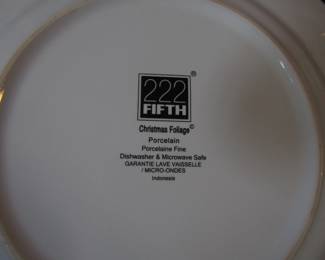 222 ®
FIFTH
Christmas Foliage©
Porcelain
Porcelaine Fine
Dishwasher & Microwave Safe
GARANTIE LAVE VAISSELLE
/ MICRO-ONDES
Indonesia